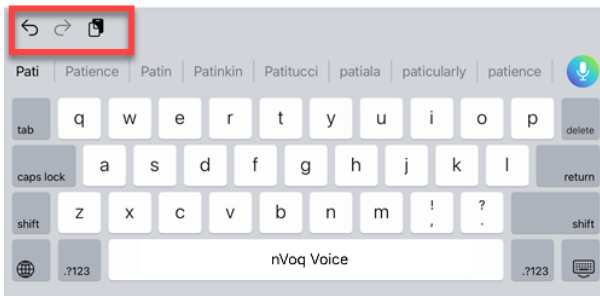 Pati Patience Patin Patinkin Patitucci patiala paticularly patience
tab q w e r t y u i o p delete
caps lock a s d f g h j k l return
shift z x c v b n m ! , ? . shift
.?123 nVoq Voice .?123